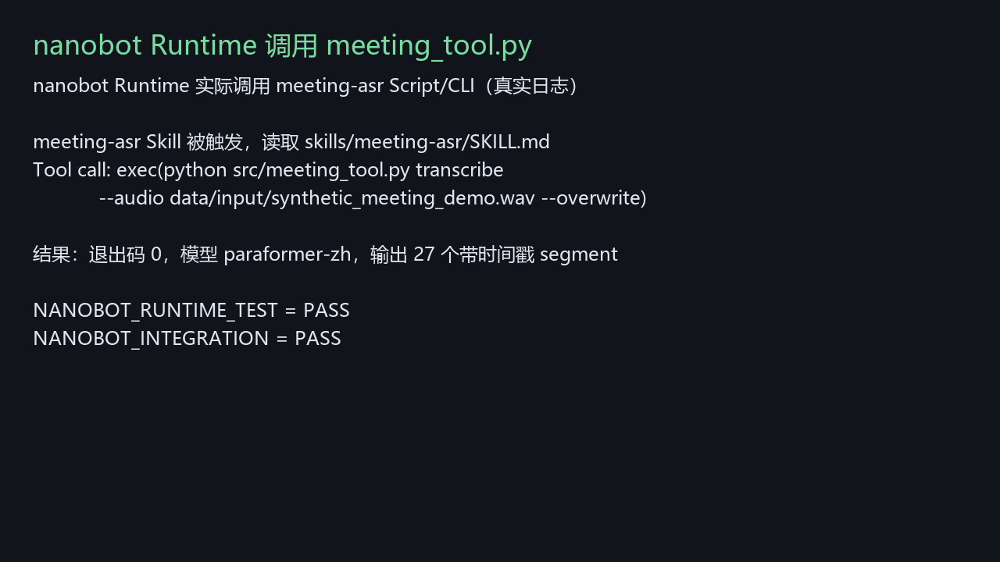 nanobot Runtime 调用 meeting_tool.py
nanobot Runtime 实际调用 meeting-asr Script/CLI（真实日志）
meeting-asr Skill 被触发，读取 skills/meeting-asr/SKILL.md
Tool call: exec(python src/meeting_tool.py transcribe
--audio data/input/synthetic_meeting_demo.wav --overwrite)
结果：退出码 0，模型 paraformer-zh，输出 27 个带时间戳 segment
NANOBOT_RUNTIME_TEST = PASS
NANOBOT_INTEGRATION = PASS